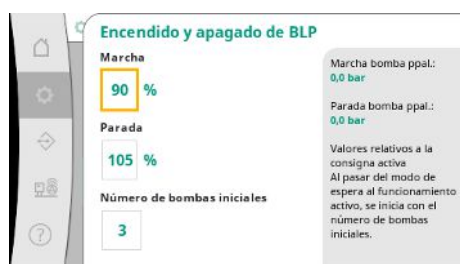 Encendido y apagado de BLP
Marcha
90 %
Parada
105 %
Número de bombas iniciales
3
Marcha bomba ppal.:
0,0 bar
Parada bomba ppal.:
0,0 bar
Valores relativos a la
consigna activa
Al pasar del modo de
espera al funcionamiento
activo, se inicia con el
número de bombas
iniciales.
?